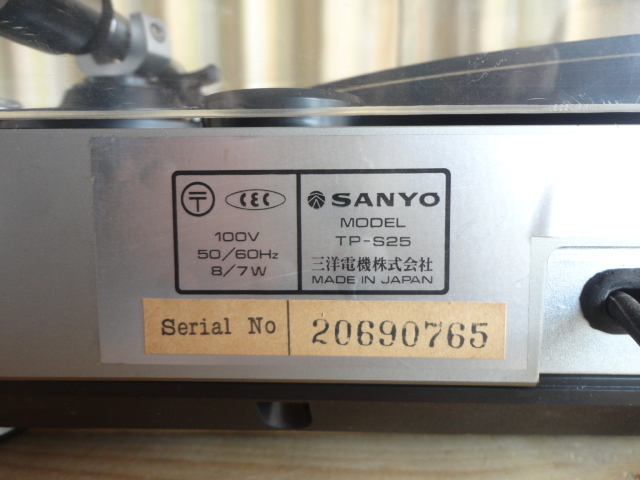 〒 CEC
100V
50/60Hz
8/7W
SANYO
MODEL
TP-S25
三洋電機株式会社
MADE IN JAPAN
Serial No 20690765